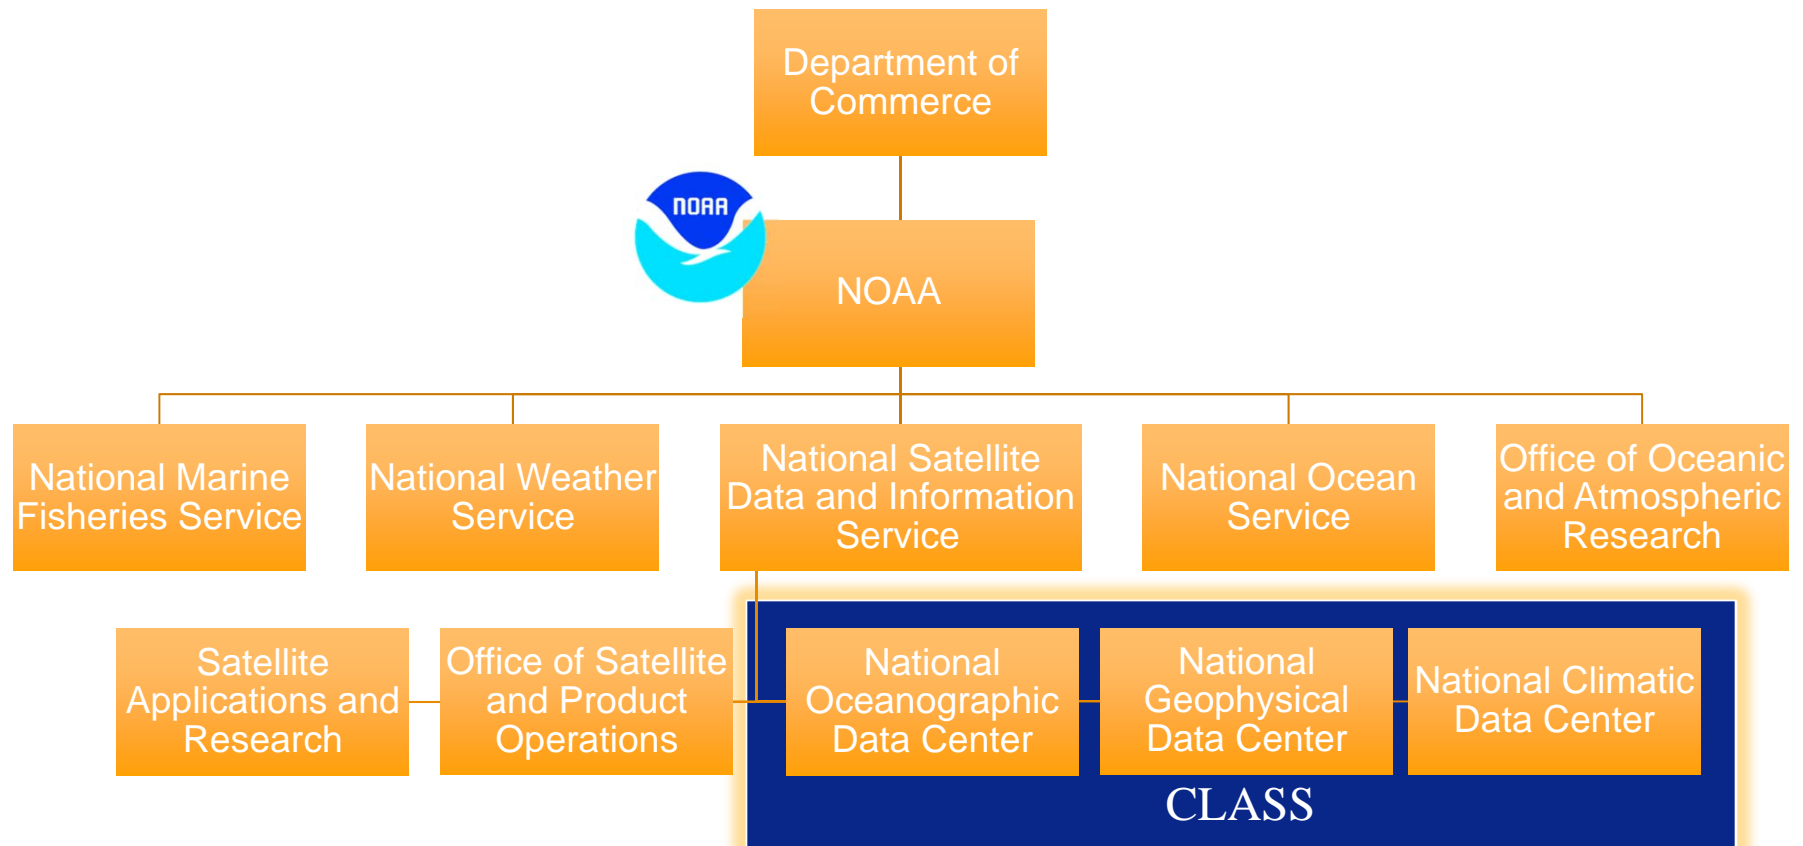 Department of
Commerce
NOAA
NOAA
National Marine
Fisheries Service
National Weather
Service
National Satellite
Data and Information
Service
National Ocean
Service
Office of Oceanic
and Atmospheric
Research
Satellite
Applications and
Research
Office of Satellite
and Product
Operations
National
Oceanographic
Data Center
National
Geophysical
Data Center
National Climatic
Data Center
CLASS